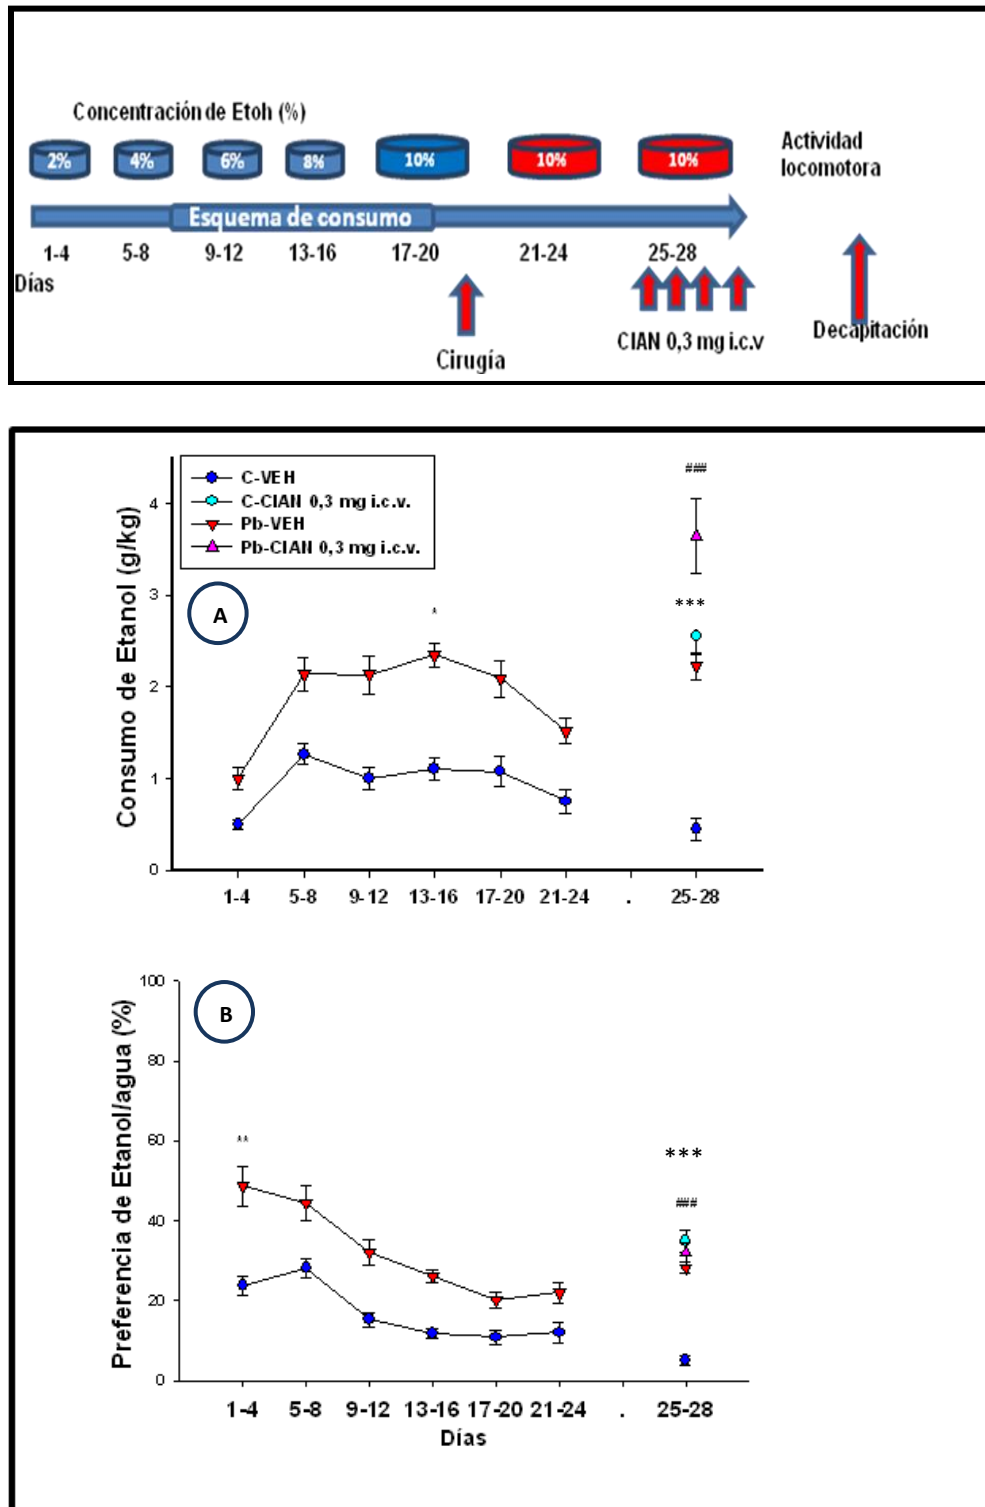 Concentración de Etoh (%)
2% 4% 6% 8% 10% 10% 10%
Actividad
locomotora
Esquema de consumo
1-4 5-8 9-12 13-16 17-20 21-24 25-28
Días
Cirugía
CIAN 0,3 mg i.c.v
Decapitación
C-VEH
C-CIAN 0,3 mg i.c.v.
Pb-VEH
Pb-CIAN 0,3 mg i.c.v.
A
Consumo de Etanol (g/kg)
4
3
2
1
0
*
###
***
1-4 5-8 9-12 13-16 17-20 21-24 . 25-28
B
Preferencia de Etanol/agua (%)
100
80
60
40
20
0
**
***
###
1-4 5-8 9-12 13-16 17-20 21-24 . 25-28
Días